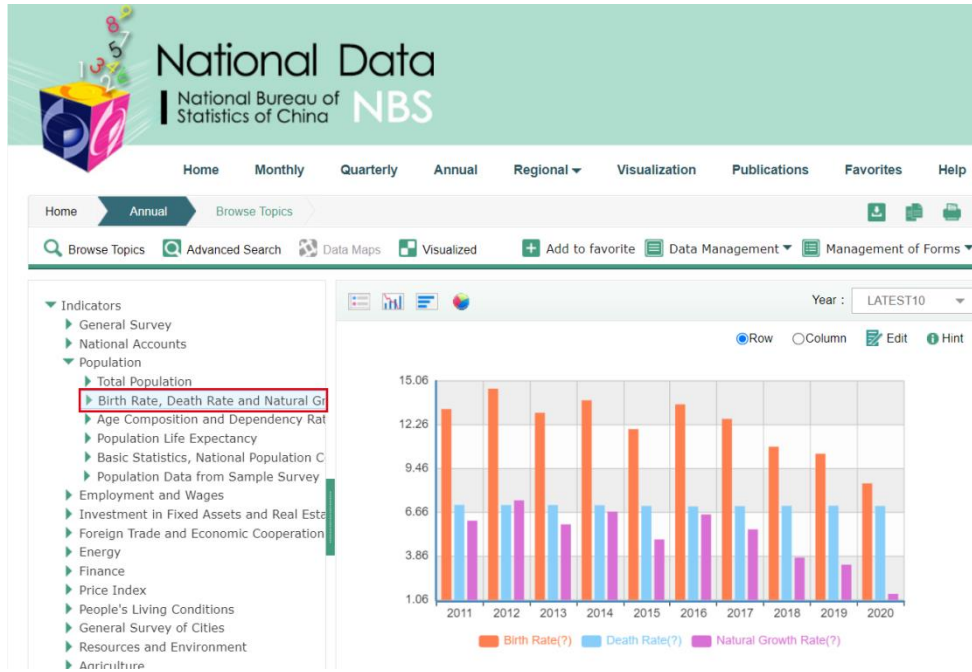 National Data
National Bureau of
Statistics of China
NBS
Home Monthly Quarterly Annual Regional Visualization Publications Favorites Help
Home Annual Browse Topics
Browse Topics Advanced Search Data Maps Visualized Add to favorite Data Management Management of Forms
Indicators
General Survey
National Accounts
Population
Total Population
Birth Rate, Death Rate and Natural Gr
Age Composition and Dependency Rat
Population Life Expectancy
Basic Statistics, National Population C
Population Data from Sample Survey
Employment and Wages
Investment in Fixed Assets and Real Esta
Foreign Trade and Economic Cooperation
Energy
Finance
Price Index
People's Living Conditions
General Survey of Cities
Resources and Environment
Agriculture
Year : LATEST10
Row Column Edit Hint
15.06
12.26
9.46
6.66
3.86
1.06
2011 2012 2013 2014 2015 2016 2017 2018 2019 2020
Birth Rate(?) Death Rate(?) Natural Growth Rate(?)